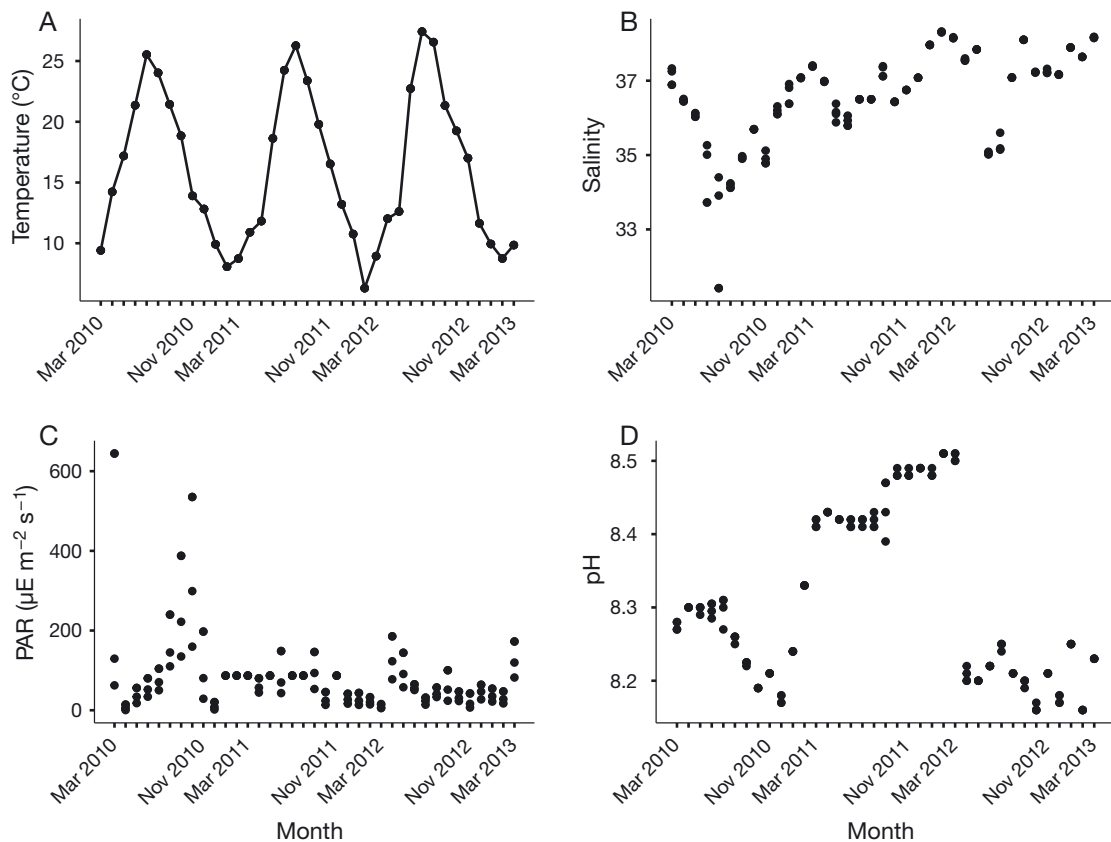 A
Temperature (°C)
25
20
15
10
Mar 2010
Nov 2010
Mar 2011
Nov 2011
Mar 2012
Nov 2012
Mar 2013
B
Salinity
37
35
33
Mar 2010
Nov 2010
Mar 2011
Nov 2011
Mar 2012
Nov 2012
Mar 2013
C
PAR (µE m⁻² s⁻¹)
600
400
200
0
Mar 2010
Nov 2010
Mar 2011
Nov 2011
Mar 2012
Nov 2012
Mar 2013
Month
D
pH
8.5
8.4
8.3
8.2
Mar 2010
Nov 2010
Mar 2011
Nov 2011
Mar 2012
Nov 2012
Mar 2013
Month